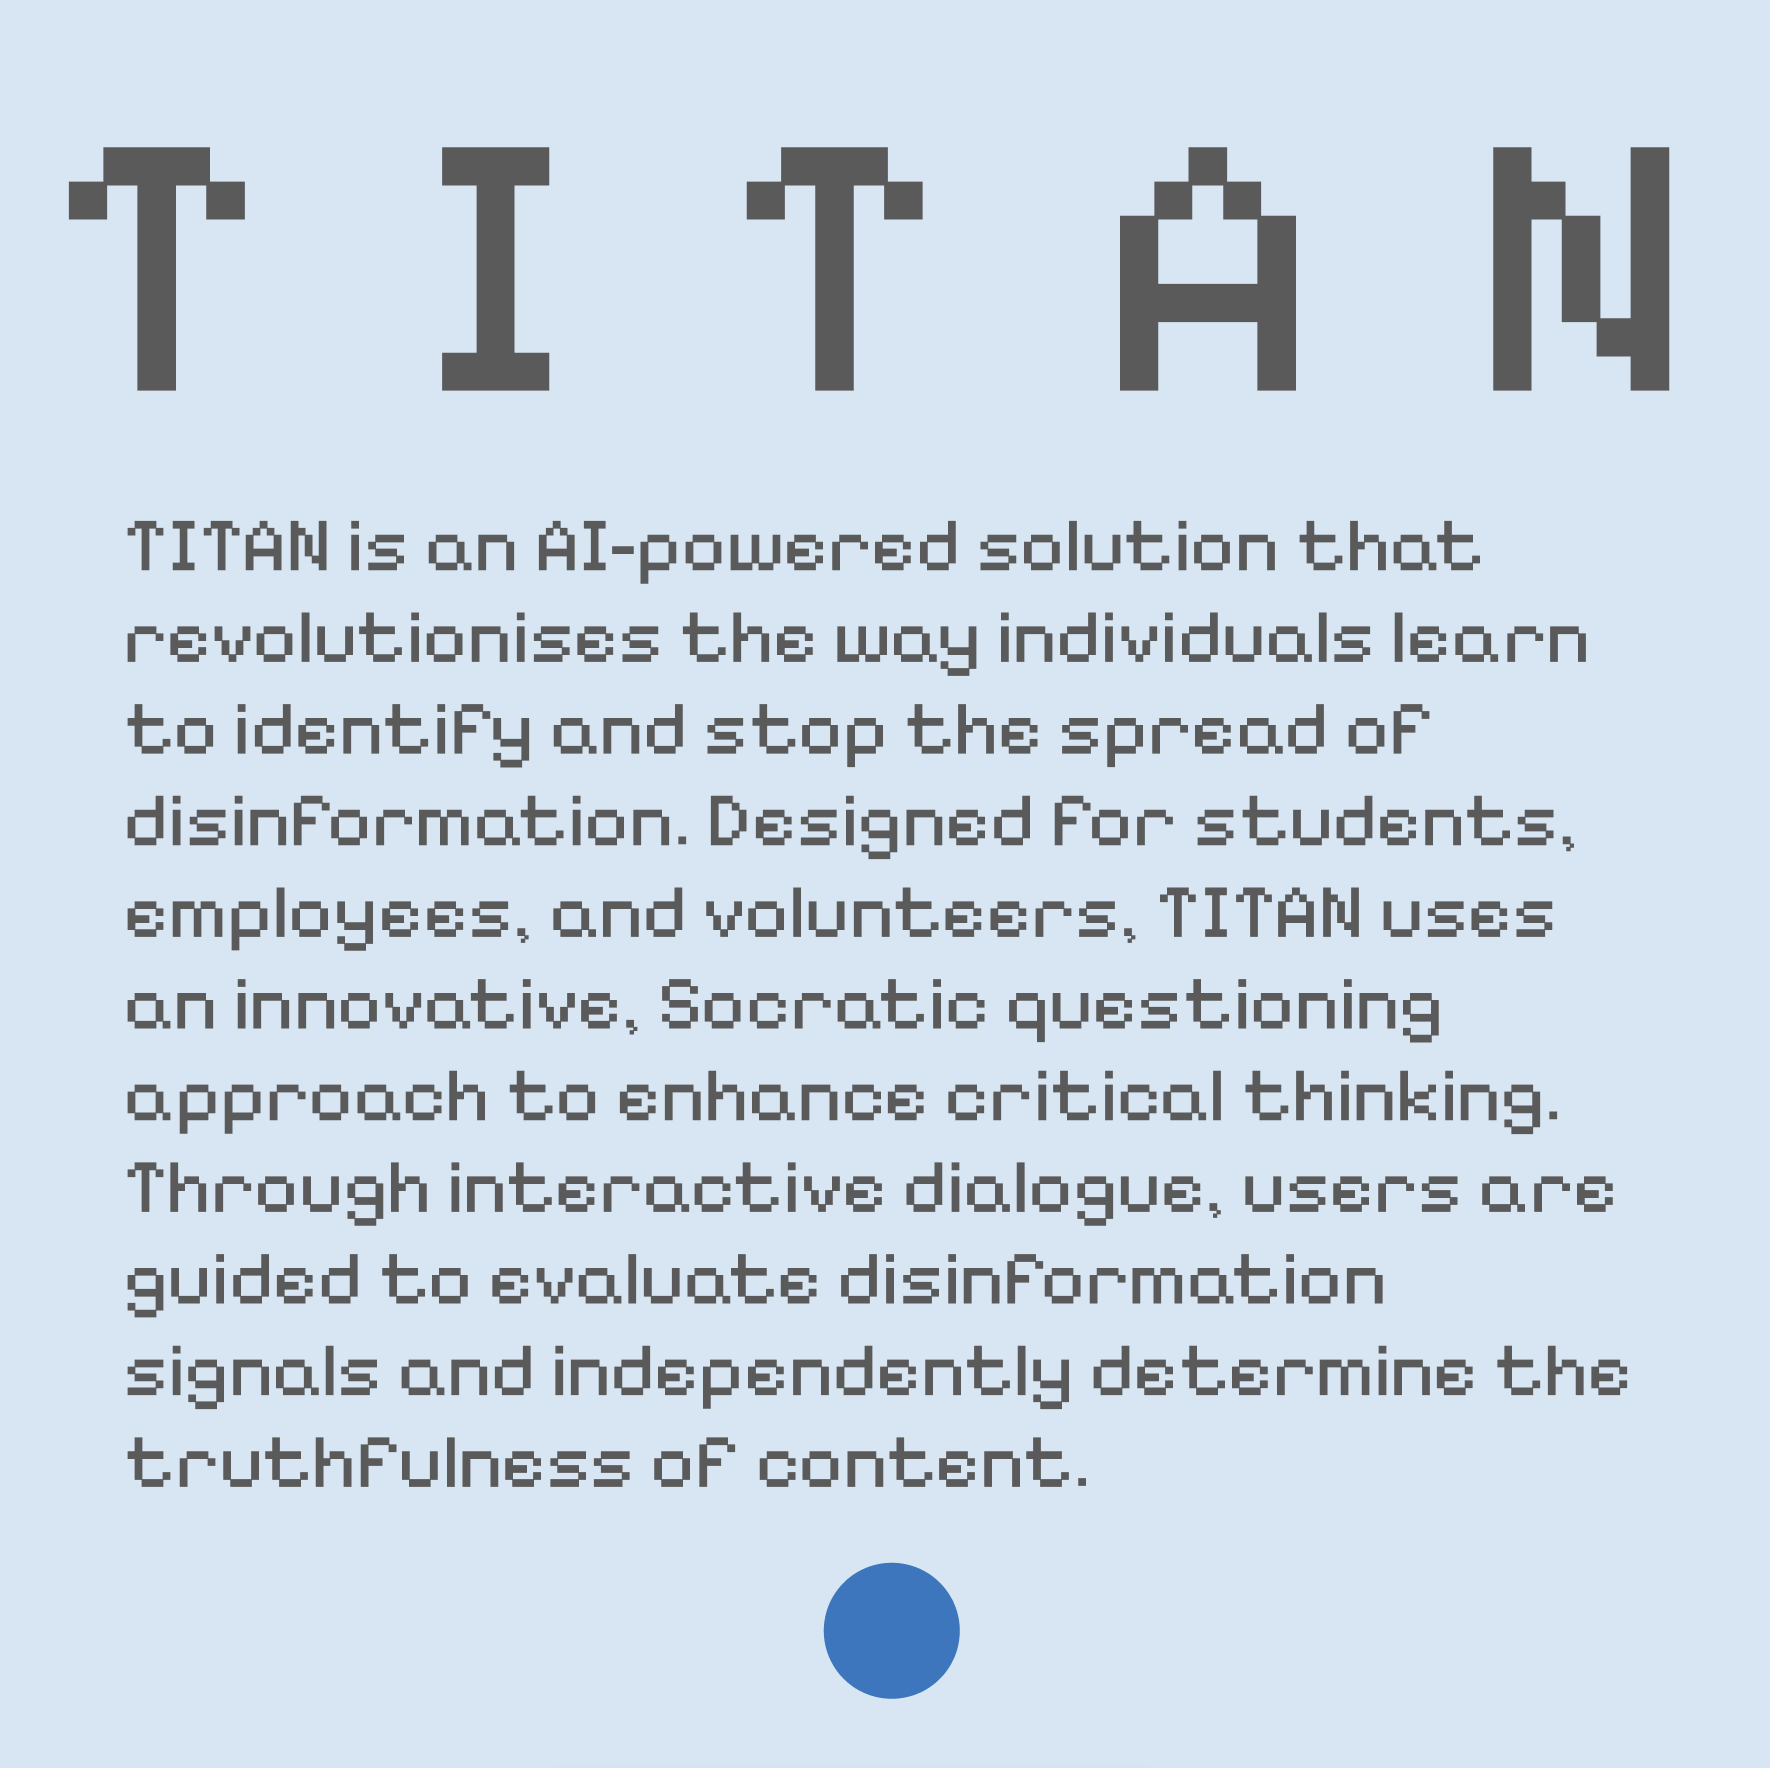 TITAN
TITAN is an AI-powered solution that
revolutionises the way individuals learn
to identify and stop the spread of
disinformation. Designed for students,
employees, and volunteers, TITAN uses
an innovative, Socratic questioning
approach to enhance critical thinking.
Through interactive dialogue, users are
guided to evaluate disinformation
signals and independently determine the
truthfulness of content.